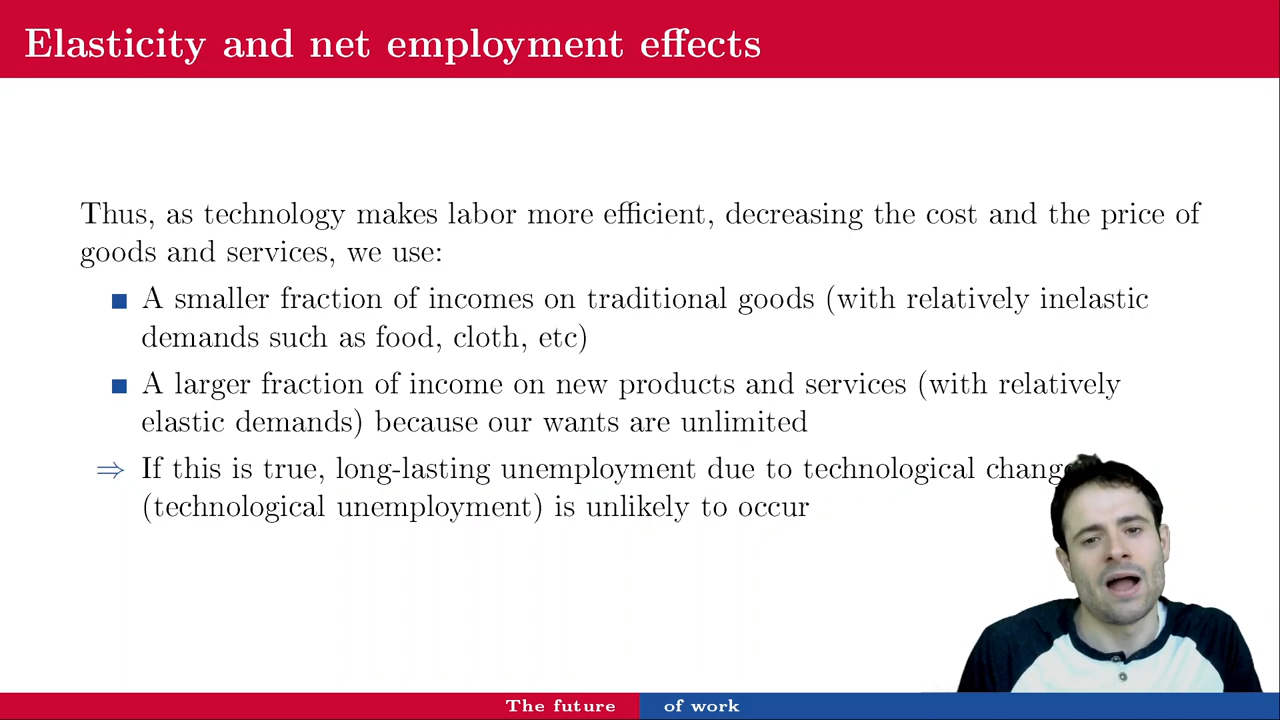 Elasticity and net employment effects
Thus, as technology makes labor more efficient, decreasing the cost and the price of
goods and services, we use:
A smaller fraction of incomes on traditional goods (with relatively inelastic
demands such as food, cloth, etc)
A larger fraction of income on new products and services (with relatively
elastic demands) because our wants are unlimited
⇒ If this is true, long-lasting unemployment due to technological change
(technological unemployment) is unlikely to occur
The future of work